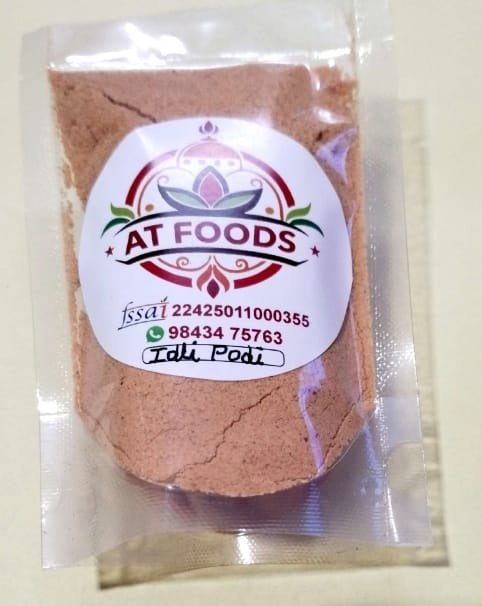 AT FOODS
fssai 22425011000355
98434 75763
Idli Podi